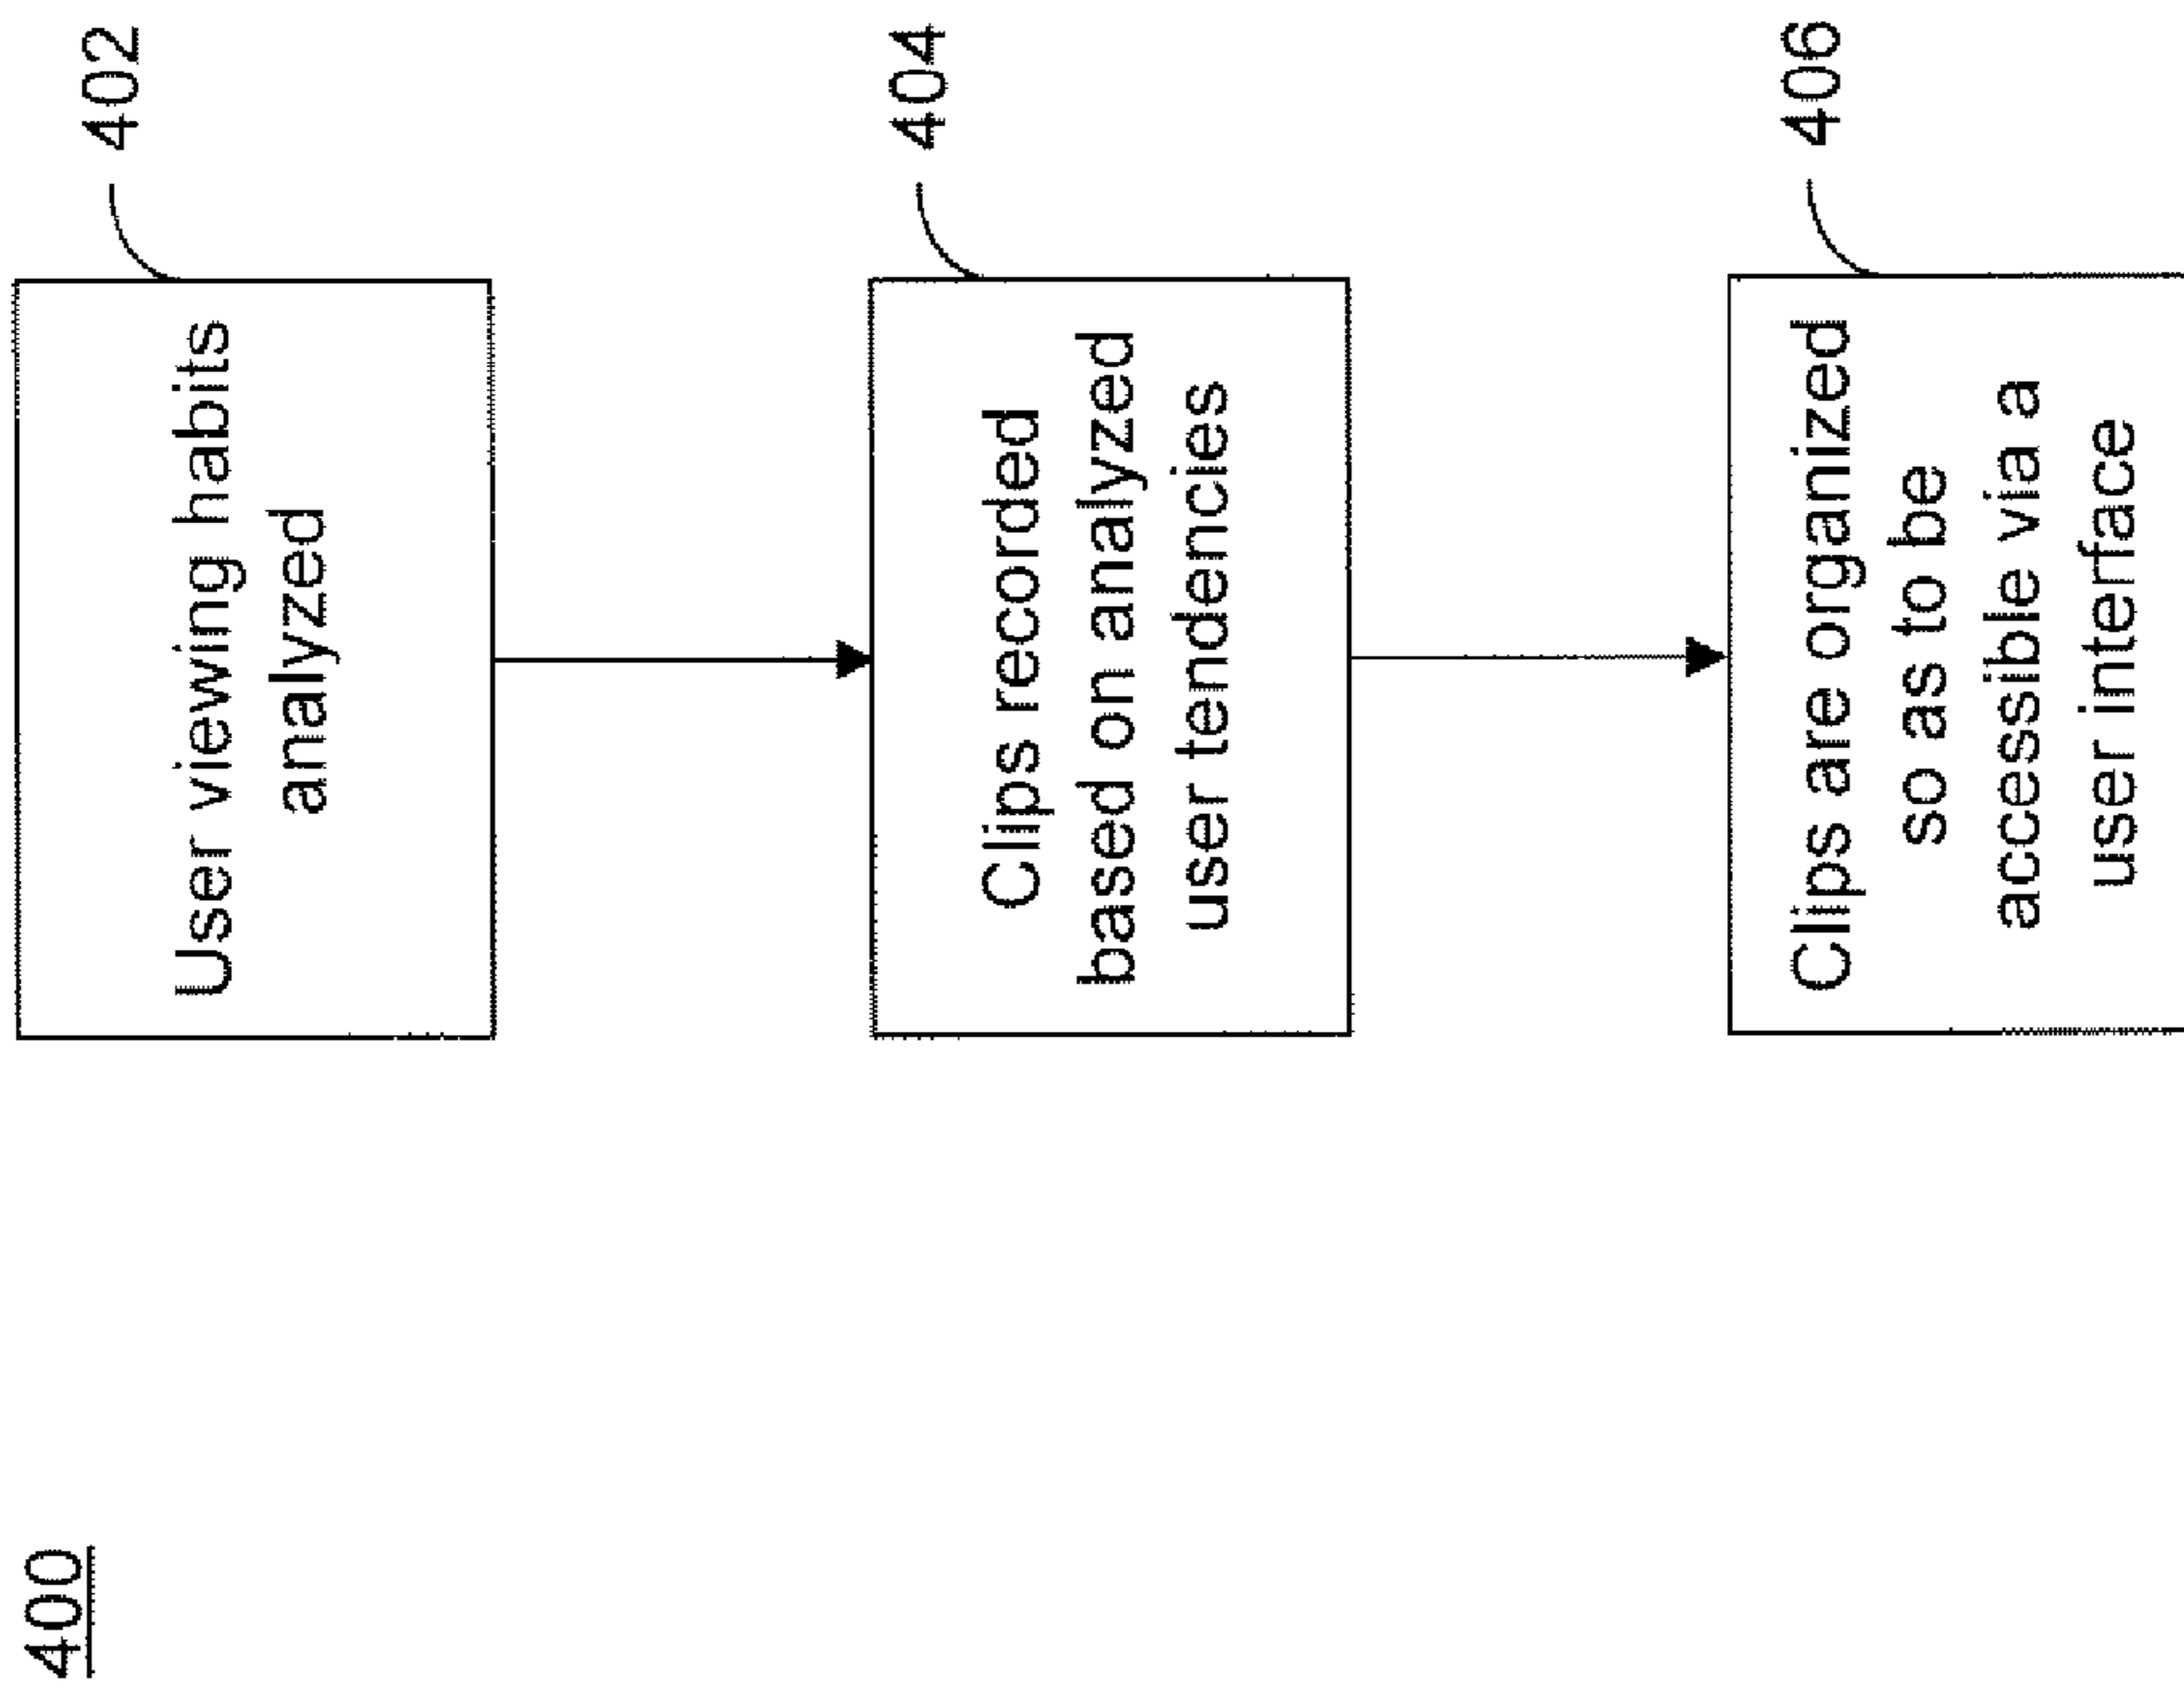 400
402
User viewing habits
analyzed
404
Clips recorded
based on analyzed
user tendencies
406
Clips are organized
so as to be
accessible via a
user interface